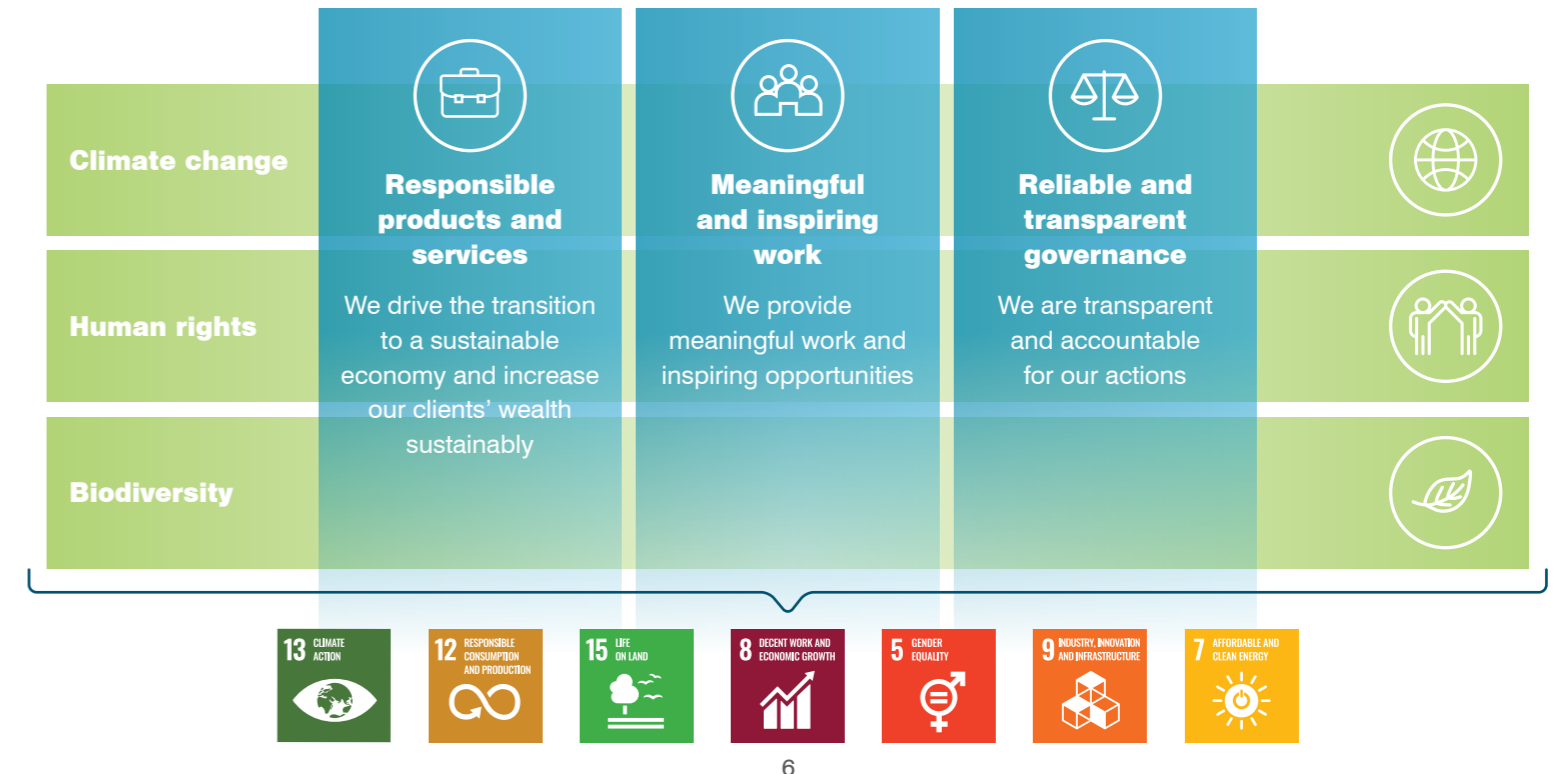 Climate change
Human rights
Biodiversity
Responsible
products and
services
We drive the transition
to a sustainable
economy and increase
our clients’ wealth
sustainably
Meaningful
and inspiring
work
We provide
meaningful work and
inspiring opportunities
Reliable and
transparent
governance
We are transparent
and accountable
for our actions
13 CLIMATE
ACTION
12 RESPONSIBLE
CONSUMPTION
AND PRODUCTION
15 LIFE
ON LAND
8 DECENT WORK AND
ECONOMIC GROWTH
5 GENDER
EQUALITY
9 INDUSTRY, INNOVATION
AND INFRASTRUCTURE
7 AFFORDABLE AND
CLEAN ENERGY
6